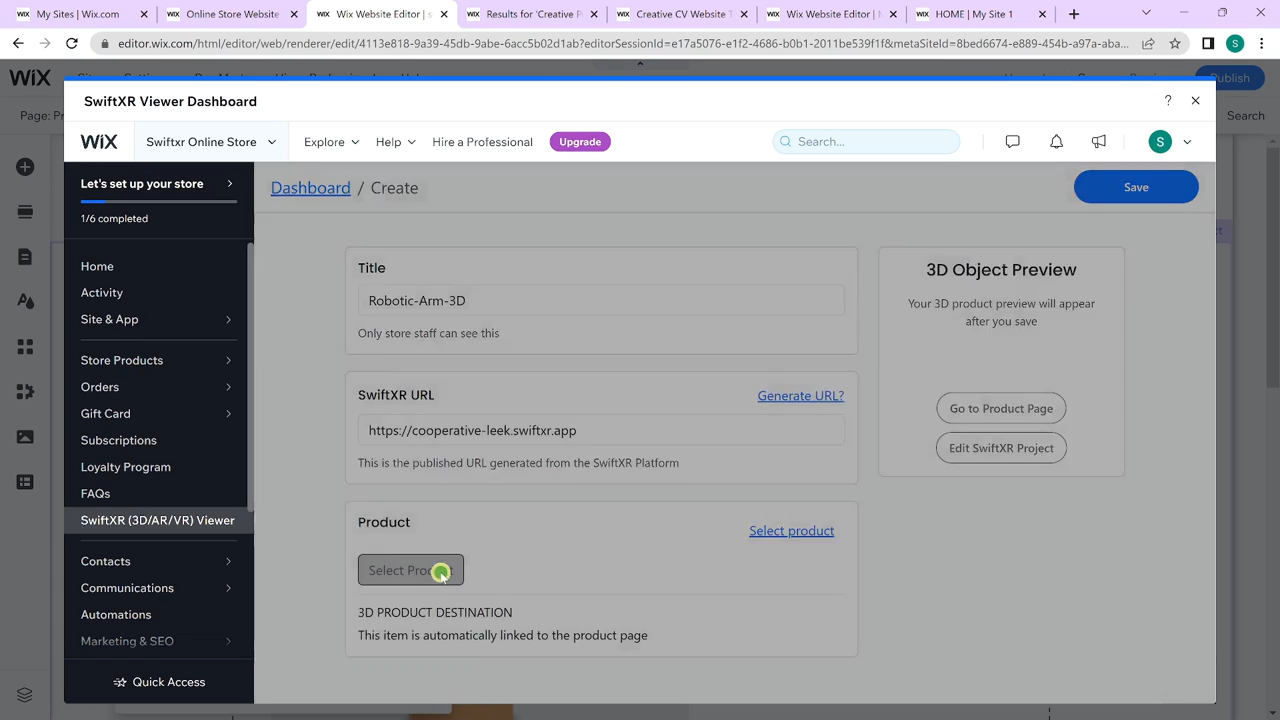 My Sites | Wix.com
Online Store Website
Wix Website Editor | s
Results for 'Creative P
Creative CV Website T
Wix Website Editor | N
HOME | My Site 1
editor.wix.com/html/editor/web/renderer/edit/4113e818-9a39-45db-9abe-0acc5b02d1ab?editorSessionId=e17a5076-e1f2-4686-b0b1-2011be539f1f&metaSiteId=8bed6674-e889-454b-a97a-aba...
S
WiX
Publish
Page: Pr
Search
SwiftXR Viewer Dashboard
?
WiX
Swiftxr Online Store
Explore
Help
Hire a Professional
Upgrade
Search...
S
Let's set up your store
1/6 completed
Home
Activity
Site & App
Store Products
Orders
Gift Card
Subscriptions
Loyalty Program
FAQs
SwiftXR (3D/AR/VR) Viewer
Contacts
Communications
Automations
Marketing & SEO
Quick Access
Dashboard / Create
Save
Title
Robotic-Arm-3D
Only store staff can see this
SwiftXR URL
Generate URL?
https://cooperative-leek.swiftxr.app
This is the published URL generated from the SwiftXR Platform
Product
Select product
Select Product
3D PRODUCT DESTINATION
This item is automatically linked to the product page
3D Object Preview
Your 3D product preview will appear
after you save
Go to Product Page
Edit SwiftXR Project